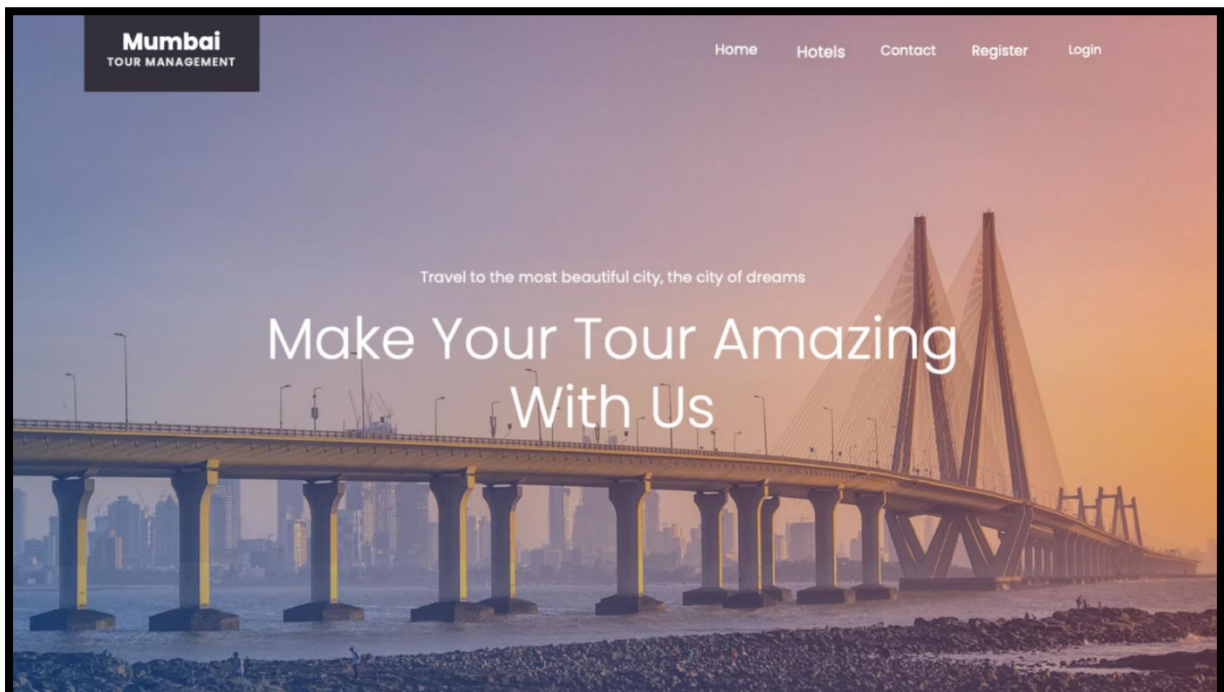 Mumbai
TOUR MANAGEMENT
Home Hotels Contact Register Login
Travel to the most beautiful city, the city of dreams
Make Your Tour Amazing
With Us